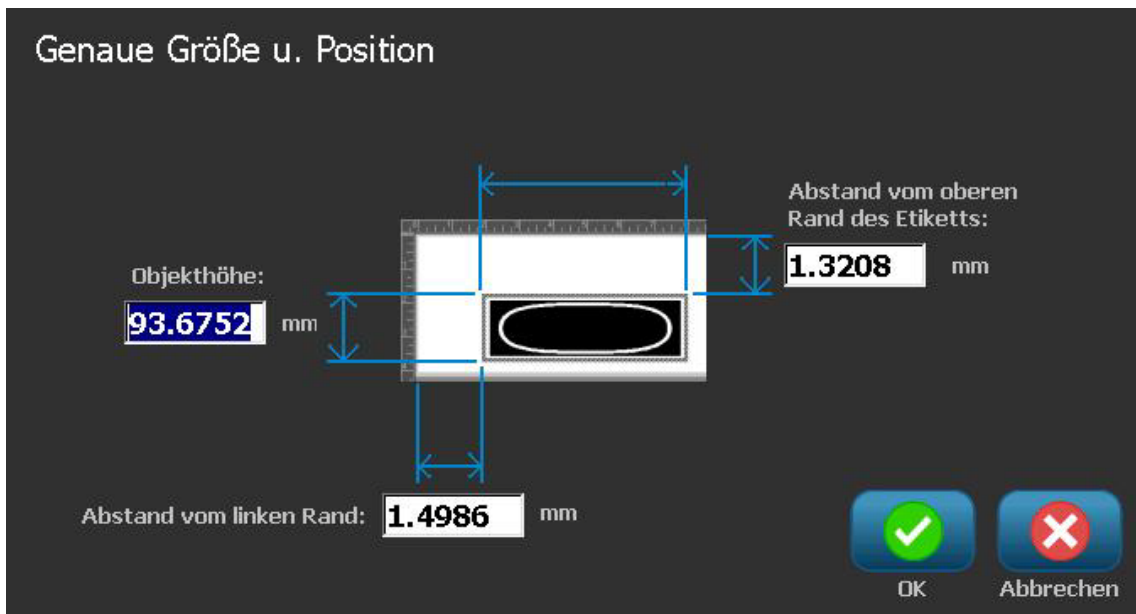 Genaue Größe u. Position
Abstand vom oberen
Rand des Etiketts:
1.3208 mm
Objekthöhe:
93.6752 mm
Abstand vom linken Rand: 1.4986 mm
OK Abbrechen